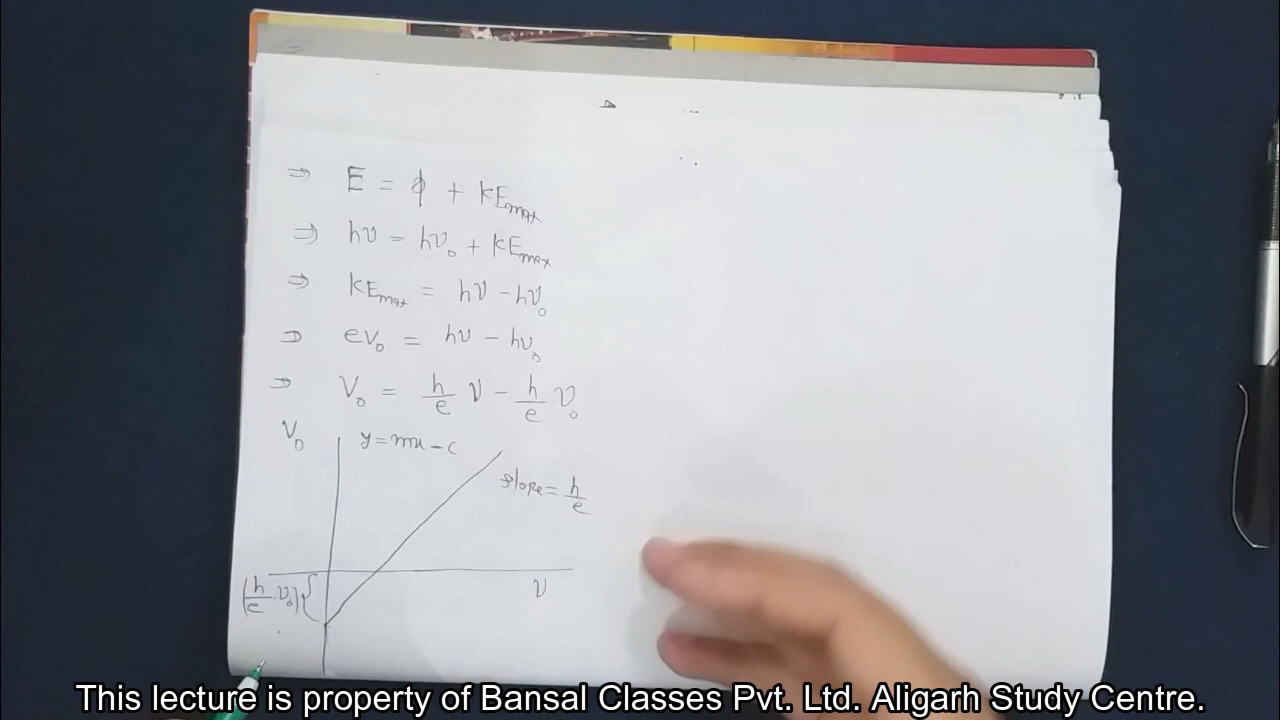 ⇒ E = φ + KEmax
⇒ hν = hν₀ + KEmax
⇒ KEmax = hν - hν₀
⇒ eV₀ = hν - hν₀
⇒ V₀ = h/e ν - h/e ν₀
V₀ y = mx - c
slope = h/e
(h/e ν₀)
ν
This lecture is property of Bansal Classes Pvt. Ltd. Aligarh Study Centre.